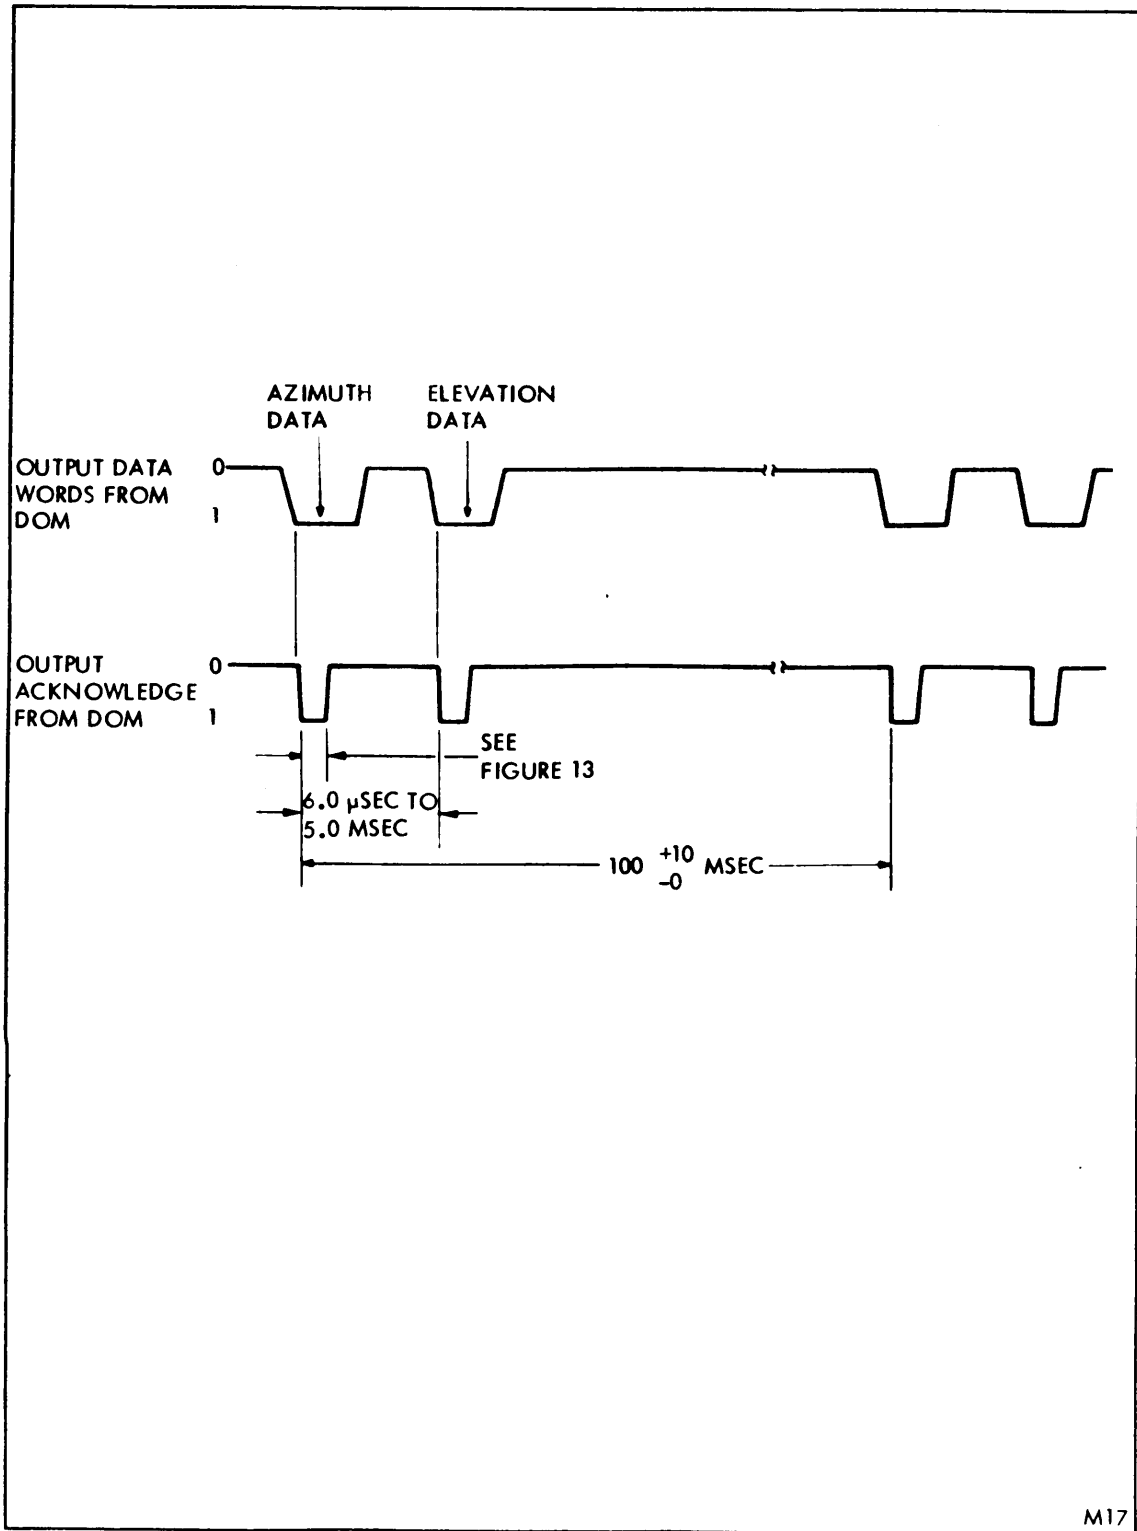 AZIMUTH
DATA
ELEVATION
DATA
OUTPUT DATA
WORDS FROM
DOM
0
1
OUTPUT
ACKNOWLEDGE
FROM DOM
0
1
SEE
FIGURE 13
6.0 µSEC TO
5.0 MSEC
100 +10 -0 MSEC
M17